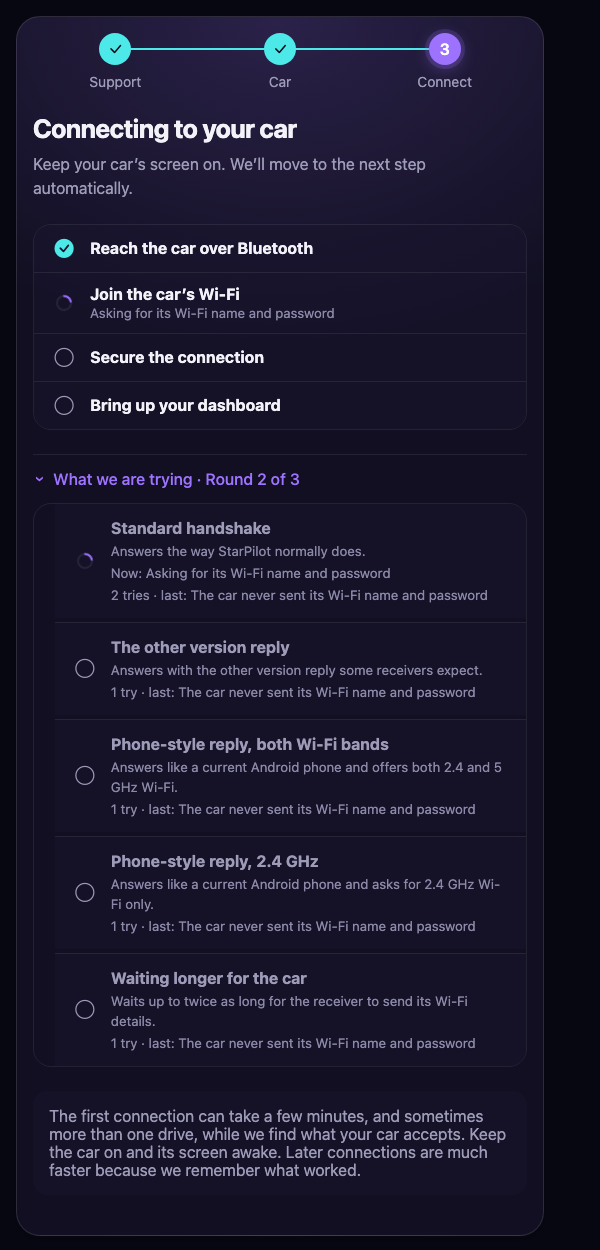 3
Support
Car
Connect
Connecting to your car
Keep your car’s screen on. We’ll move to the next step
automatically.
Reach the car over Bluetooth
Join the car’s Wi-Fi
Asking for its Wi-Fi name and password
Secure the connection
Bring up your dashboard
What we are trying · Round 2 of 3
Standard handshake
Answers the way StarPilot normally does.
Now: Asking for its Wi-Fi name and password
2 tries · last: The car never sent its Wi-Fi name and password
The other version reply
Answers with the other version reply some receivers expect.
1 try · last: The car never sent its Wi-Fi name and password
Phone-style reply, both Wi-Fi bands
Answers like a current Android phone and offers both 2.4 and 5
GHz Wi-Fi.
1 try · last: The car never sent its Wi-Fi name and password
Phone-style reply, 2.4 GHz
Answers like a current Android phone and asks for 2.4 GHz Wi-
Fi only.
1 try · last: The car never sent its Wi-Fi name and password
Waiting longer for the car
Waits up to twice as long for the receiver to send its Wi-Fi
details.
1 try · last: The car never sent its Wi-Fi name and password
The first connection can take a few minutes, and sometimes
more than one drive, while we find what your car accepts. Keep
the car on and its screen awake. Later connections are much
faster because we remember what worked.